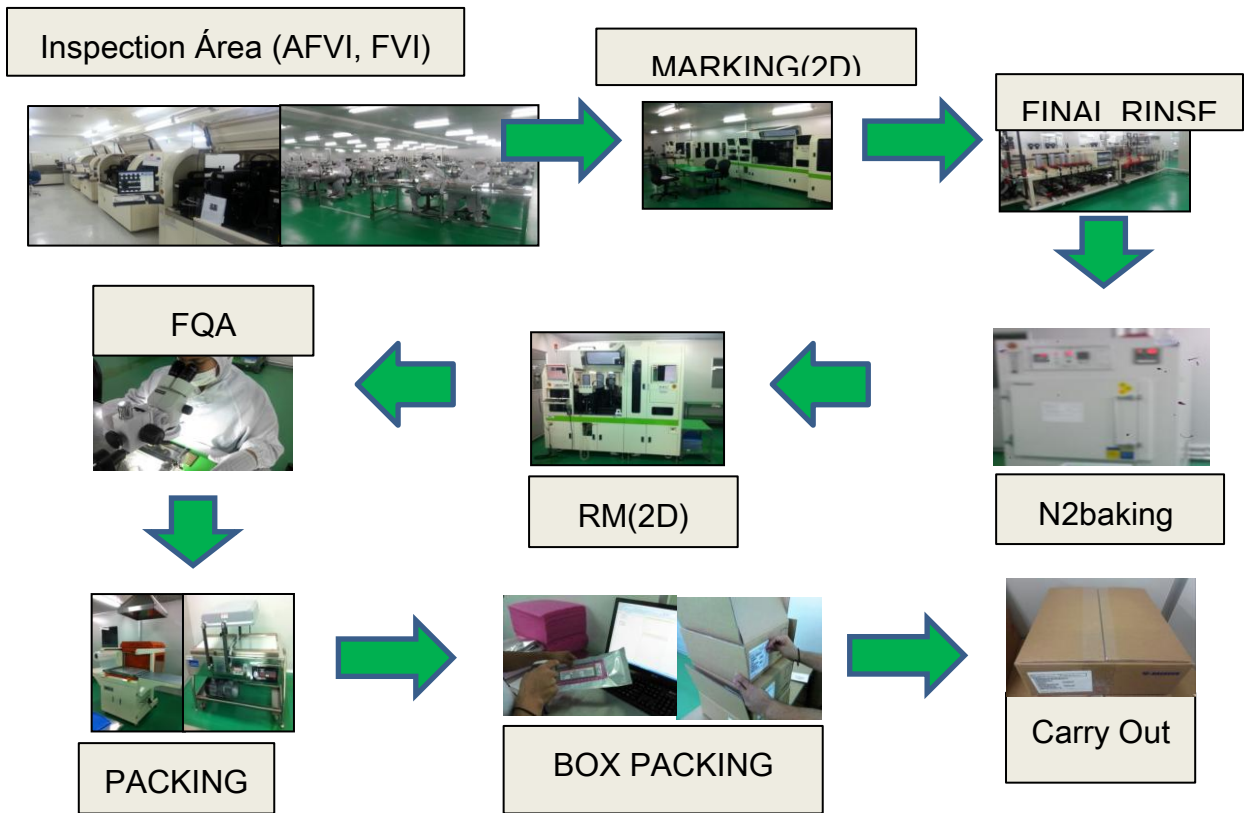 Inspection Área (AFVI, FVI)
MARKING(2D)
FINAL RINSE
FQA
RM(2D)
N2baking
PACKING
BOX PACKING
Carry Out